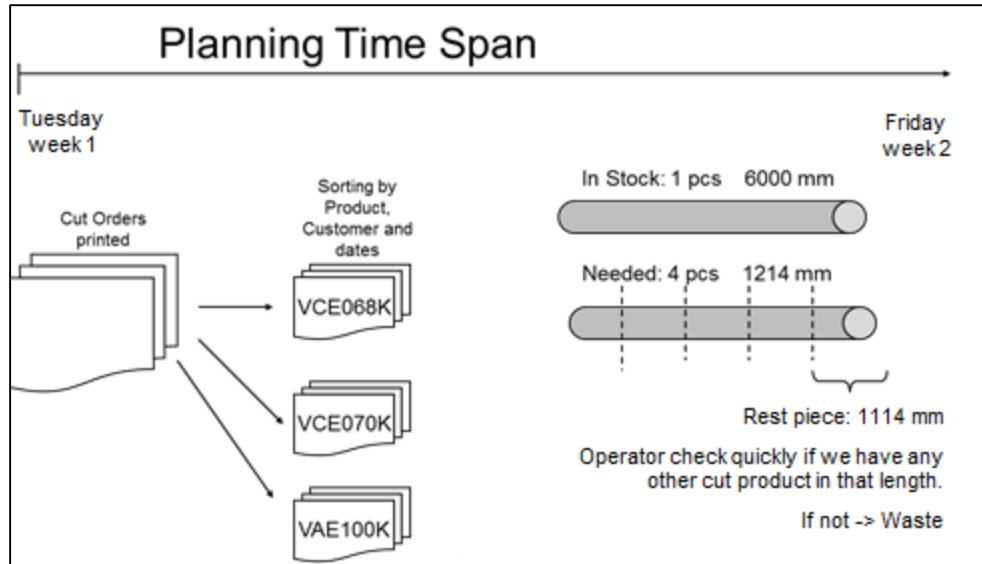 Planning Time Span
Tuesday
week 1
Friday
week 2
Cut Orders
printed
Sorting by
Product,
Customer and
dates
VCE068K
VCE070K
VAE100K
In Stock: 1 pcs 6000 mm
Needed: 4 pcs 1214 mm
Rest piece: 1114 mm
Operator check quickly if we have any
other cut product in that length.
If not -> Waste